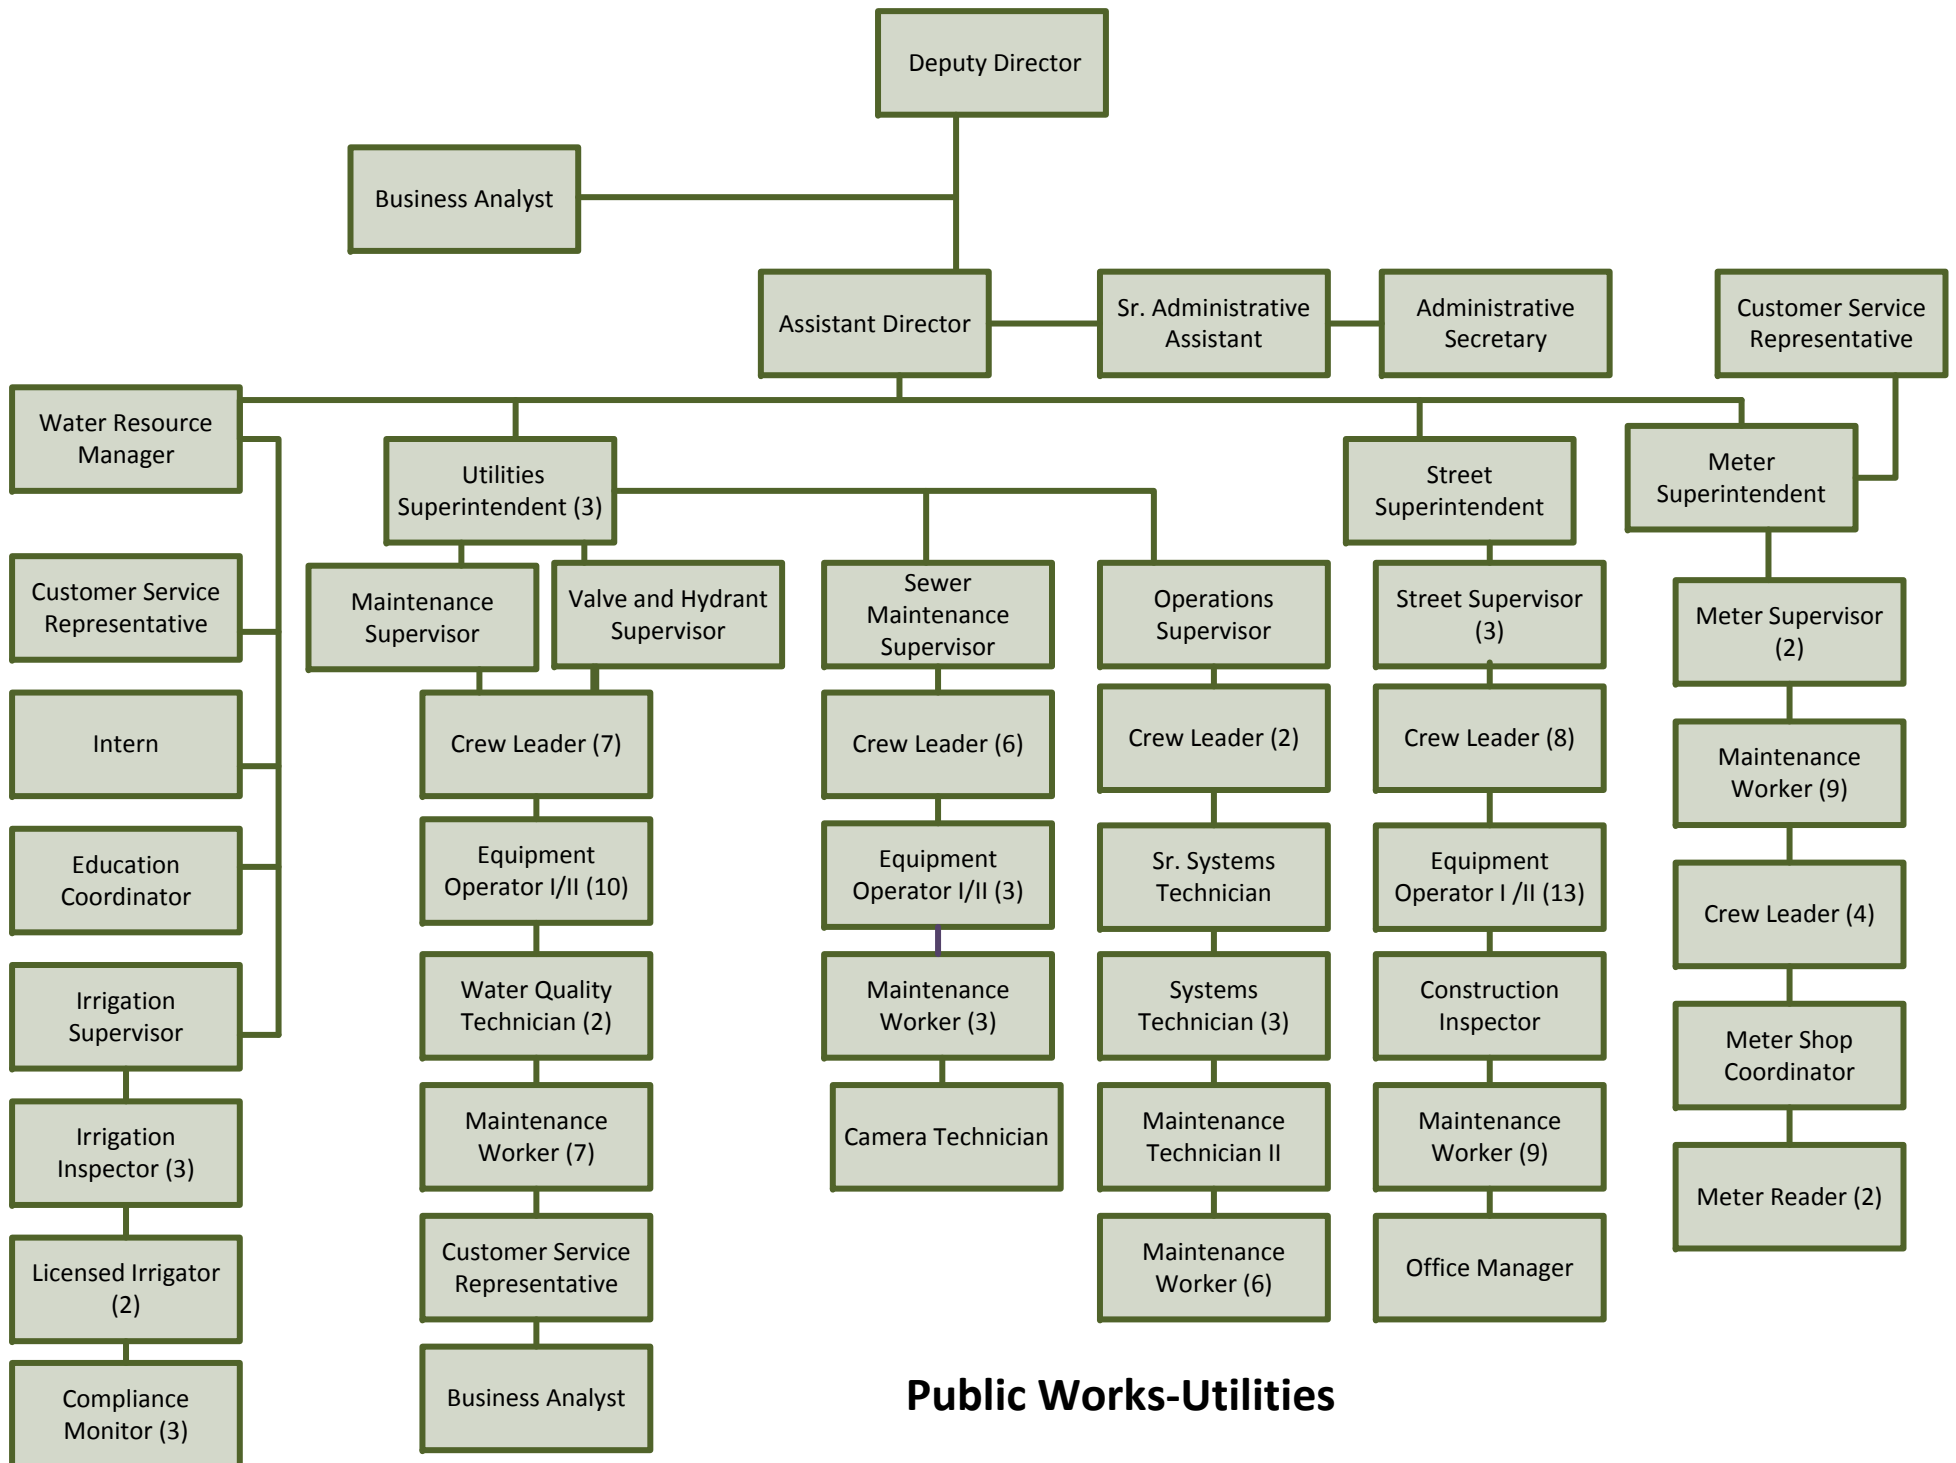 Deputy Director
Business Analyst
Assistant Director
Sr. Administrative
Assistant
Administrative
Secretary
Customer Service
Representative
Water Resource
Manager
Customer Service
Representative
Intern
Education
Coordinator
Irrigation
Supervisor
Irrigation
Inspector (3)
Licensed Irrigator
(2)
Compliance
Monitor (3)
Utilities
Superintendent (3)
Maintenance
Supervisor
Valve and Hydrant
Supervisor
Crew Leader (7)
Equipment
Operator I/II (10)
Water Quality
Technician (2)
Maintenance
Worker (7)
Customer Service
Representative
Business Analyst
Sewer
Maintenance
Supervisor
Crew Leader (6)
Equipment
Operator I/II (3)
Maintenance
Worker (3)
Camera Technician
Operations
Supervisor
Crew Leader (2)
Sr. Systems
Technician
Systems
Technician (3)
Maintenance
Technician II
Maintenance
Worker (6)
Street
Superintendent
Street Supervisor
(3)
Crew Leader (8)
Equipment
Operator I /II (13)
Construction
Inspector
Maintenance
Worker (9)
Office Manager
Meter
Superintendent
Meter Supervisor
(2)
Maintenance
Worker (9)
Crew Leader (4)
Meter Shop
Coordinator
Meter Reader (2)
Public Works-Utilities